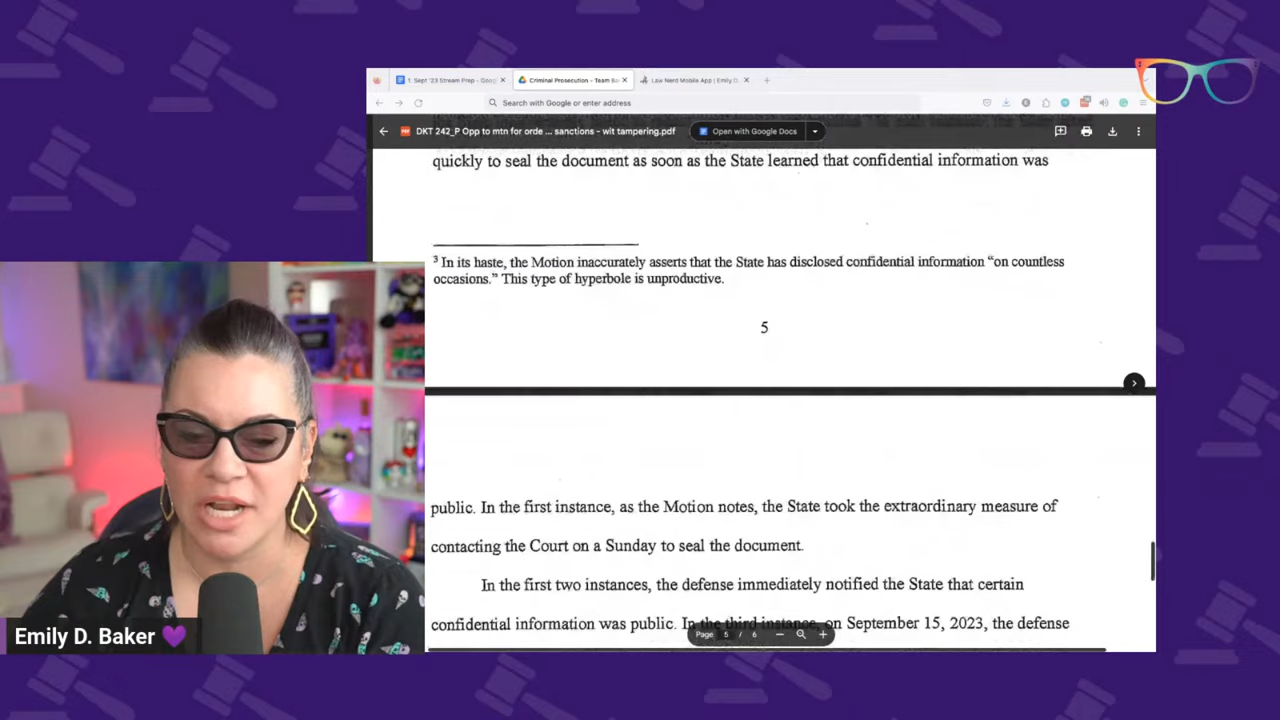 1. Sept '23 Stream Prep - Goog
Criminal Prosecution - Team Ba
Law Nerd Mobile App | Emily D.
Search with Google or enter address
DKT 242_P Opp to mtn for orde ... sanctions - wit tampering.pdf
Open with Google Docs
quickly to seal the document as soon as the State learned that confidential information was
3 In its haste, the Motion inaccurately asserts that the State has disclosed confidential information “on countless
occasions.” This type of hyperbole is unproductive.
5
public. In the first instance, as the Motion notes, the State took the extraordinary measure of
contacting the Court on a Sunday to seal the document.
In the first two instances, the defense immediately notified the State that certain
confidential information was public. In the third instance, on September 15, 2023, the defense
Page 5 / 6
Emily D. Baker 💜